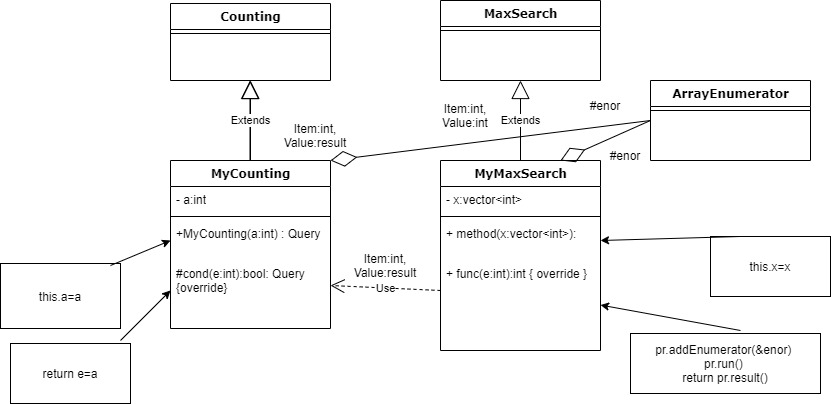 Counting
MaxSearch
ArrayEnumerator
Extends
Extends
Item:int,
Value:result
Item:int,
Value:int
#enor
#enor
MyCounting
- a:int
+MyCounting(a:int) : Query
#cond(e:int):bool: Query
{override}
MyMaxSearch
- x:vector<int>
+ method(x:vector<int>):
+ func(e:int):int { override }
Item:int,
Value:result
Use
this.a=a
return e=a
this.x=x
pr.addEnumerator(&enor)
pr.run()
return pr.result()